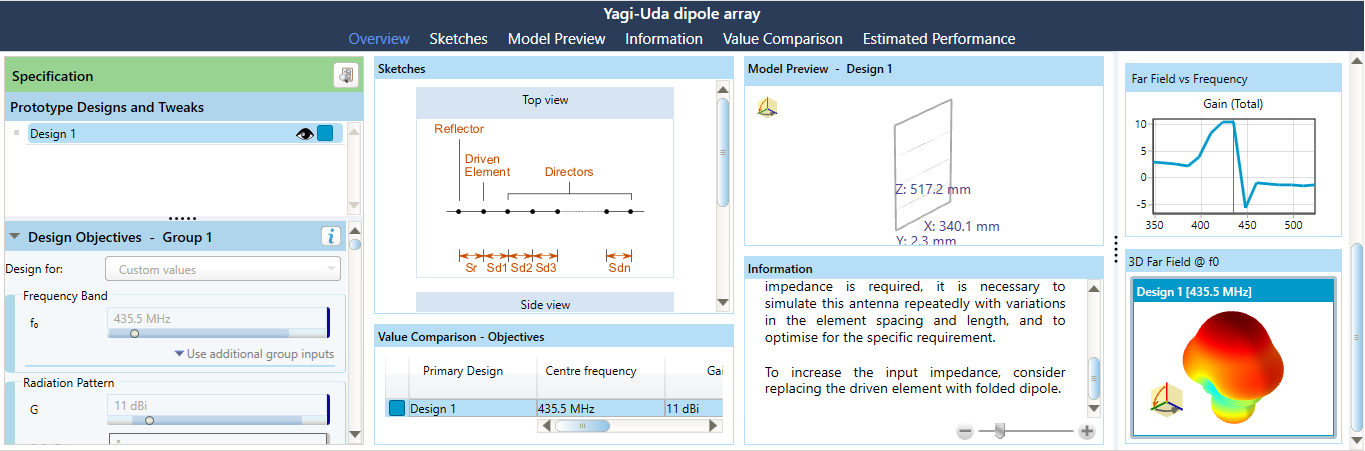 Yagi-Uda dipole array
Overview Sketches Model Preview Information Value Comparison Estimated Performance
Specification
Prototype Designs and Tweaks
Design 1
Design Objectives - Group 1
Design for: Custom values
Frequency Band
f₀ 435.5 MHz
Use additional group inputs
Radiation Pattern
G 11 dBi
Sketches
Top view
Reflector
Driven
Element Directors
Sr Sd1 Sd2 Sd3 Sdn
Side view
Value Comparison - Objectives
Primary Design Centre frequency Gai
Design 1 435.5 MHz 11 dBi
Model Preview - Design 1
Z: 517.2 mm
X: 340.1 mm
Y: 2.3 mm
Information
impedance is required, it is necessary to
simulate this antenna repeatedly with variations
in the element spacing and length, and to
optimise for the specific requirement.
To increase the input impedance, consider
replacing the driven element with folded dipole.
Far Field vs Frequency
Gain (Total)
10
5
0
-5
350 400 450 500
3D Far Field @ f0
Design 1 [435.5 MHz]